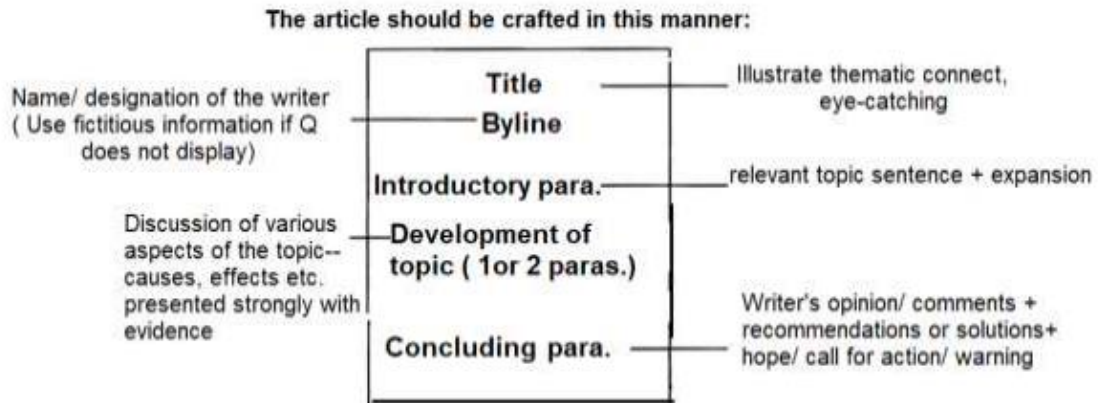 The article should be crafted in this manner:
Title
Illustrate thematic connect,
eye-catching
Name/ designation of the writer
( Use fictitious information if Q
does not display)
Byline
Introductory para.
relevant topic sentence + expansion
Discussion of various
aspects of the topic--
causes, effects etc.
presented strongly with
evidence
Development of
topic ( 1or 2 paras.)
Concluding para.
Writer's opinion/ comments +
recommendations or solutions+
hope/ call for action/ warning